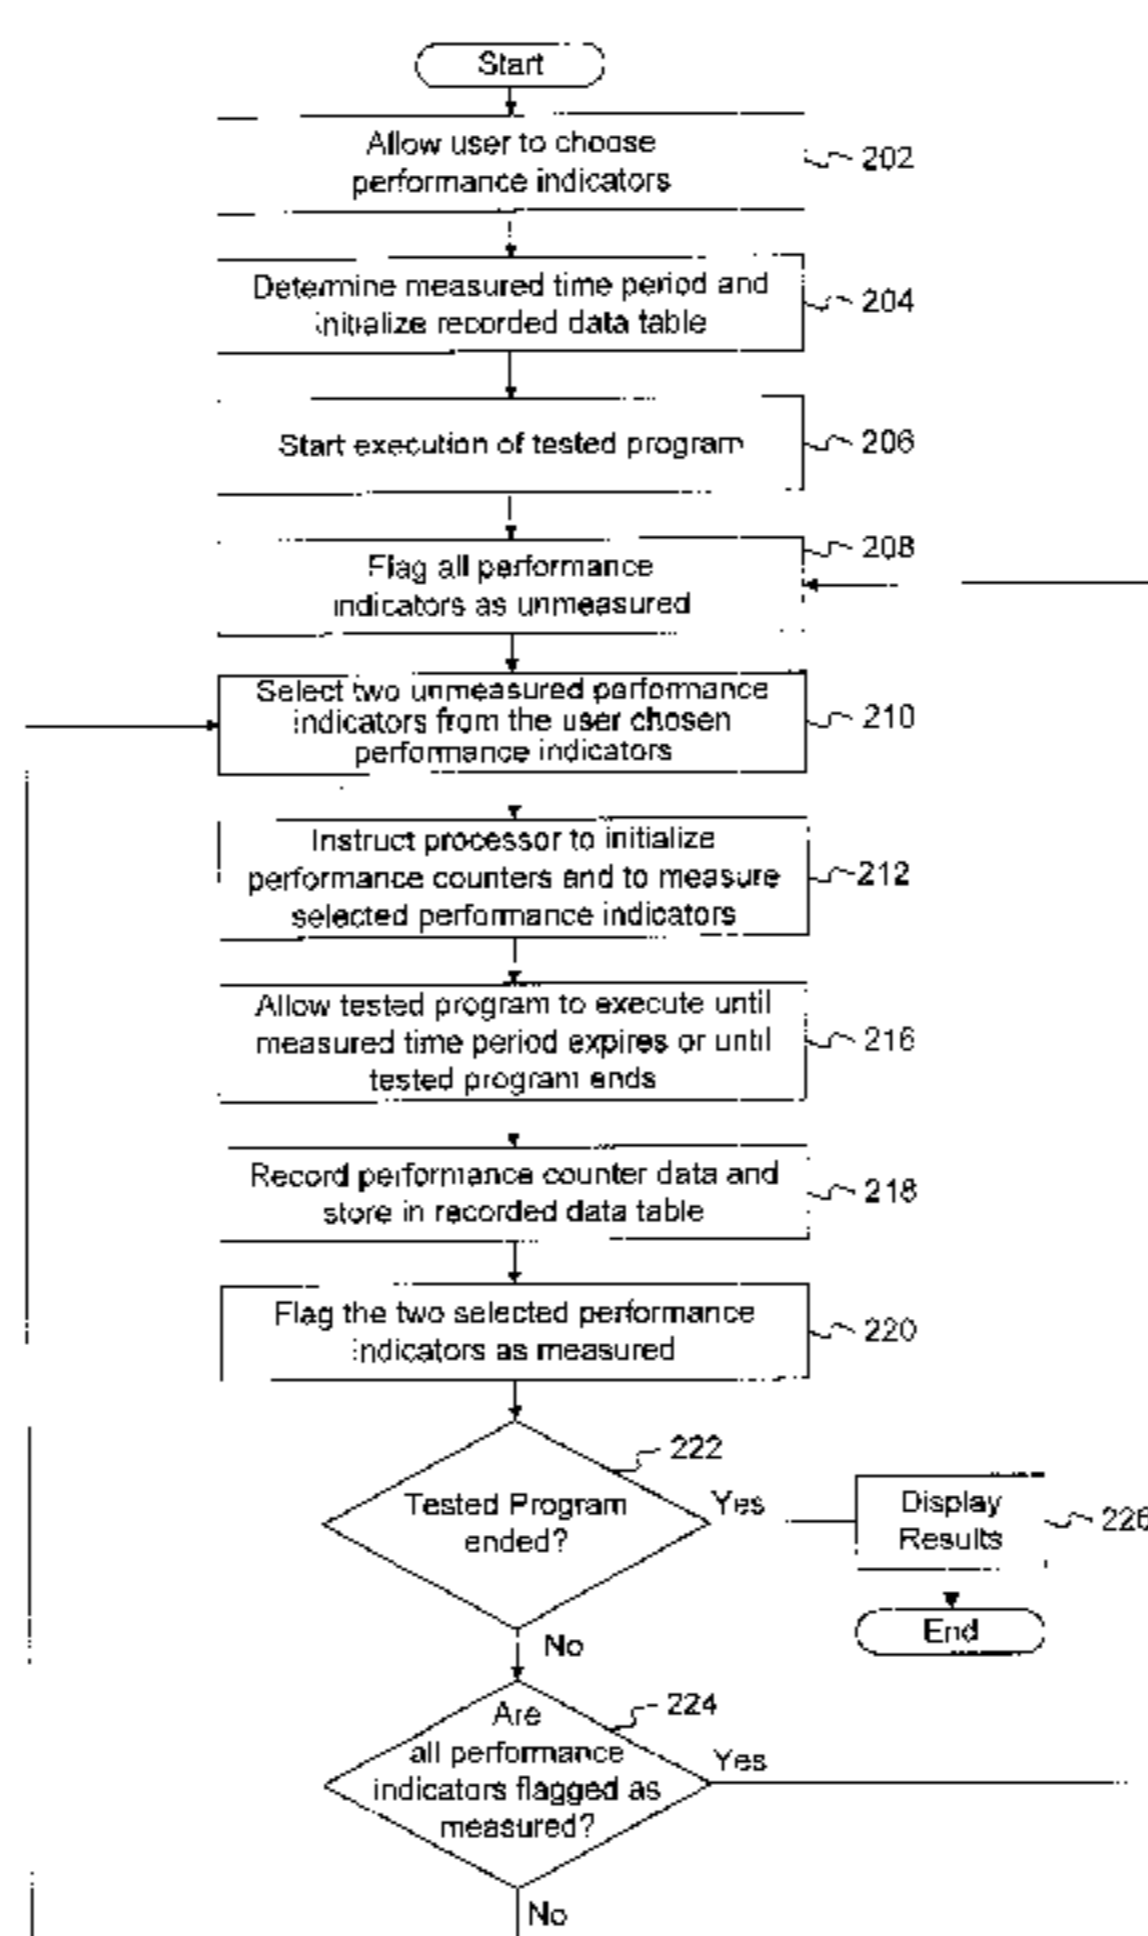 Start
Allow user to choose
performance indicators
202
Determine measured time period and
initialize recorded data table
204
Start execution of tested program
206
Flag all performance
indicators as unmeasured
208
Select two unmeasured performance
indicators from the user chosen
performance indicators
210
Instruct processor to initialize
performance counters and to measure
selected performance indicators
212
Allow tested program to execute until
measured time period expires or until
tested program ends
216
Record performance counter data and
store in recorded data table
218
Flag the two selected performance
indicators as measured
220
222
Tested Program
ended?
Yes
Display
Results
226
End
No
224
Are
all performance
indicators flagged as
measured?
Yes
No